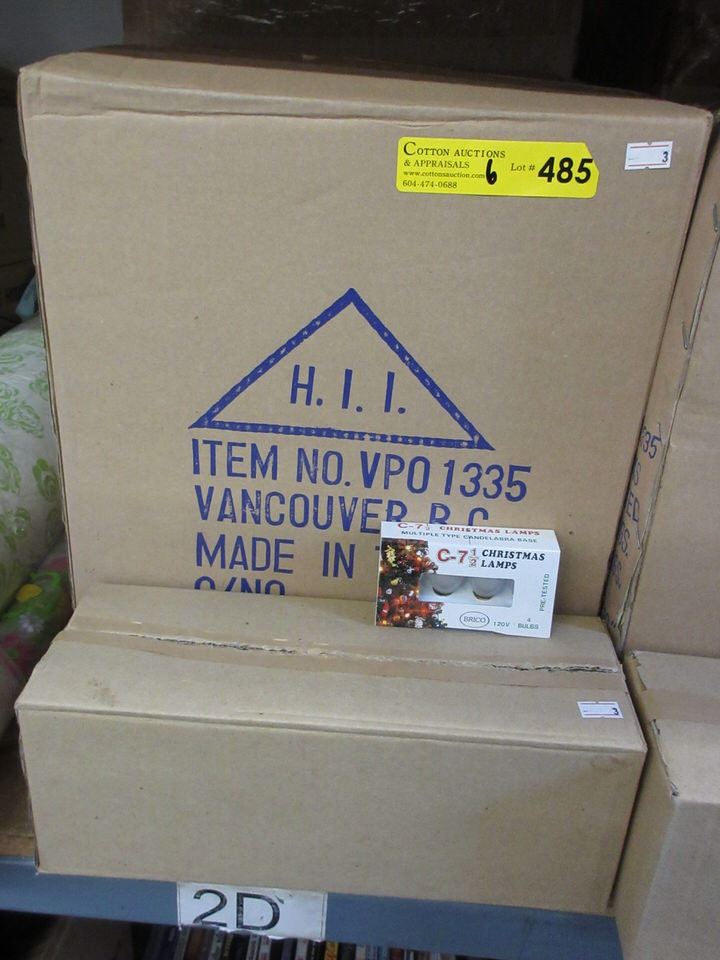 COTTON AUCTIONS
& APPRAISALS
www.cottonsauction.com
604-474-0688
6
Lot # 485
3
H. I. I.
ITEM NO. VPO 1335
VANCOUVER B.C.
MADE IN
C/NO.
C-7½ CHRISTMAS LAMPS
MULTIPLE TYPE CANDELABRA BASE
C-7½ CHRISTMAS
LAMPS
PRE-TESTED
BRICO
120V
4
BULBS
3
35
2D